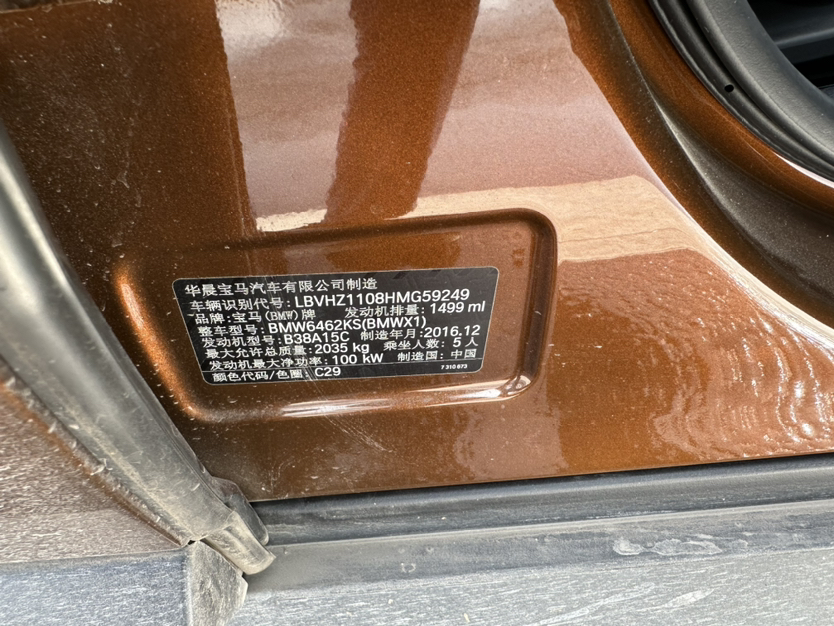 华晨宝马汽车有限公司制造
车辆识别代号: LBVHZ1108HMG59249
品牌: 宝马(BMW)牌 发动机排量: 1499 ml
整车型号: BMW6462KS(BMWX1)
发动机型号: B38A15C 制造年月: 2016.12
最大允许总质量: 2035 kg 乘坐人数: 5 人
发动机最大净功率: 100 kW 制造国: 中国
颜色代码/色圈: C29 7 310 673